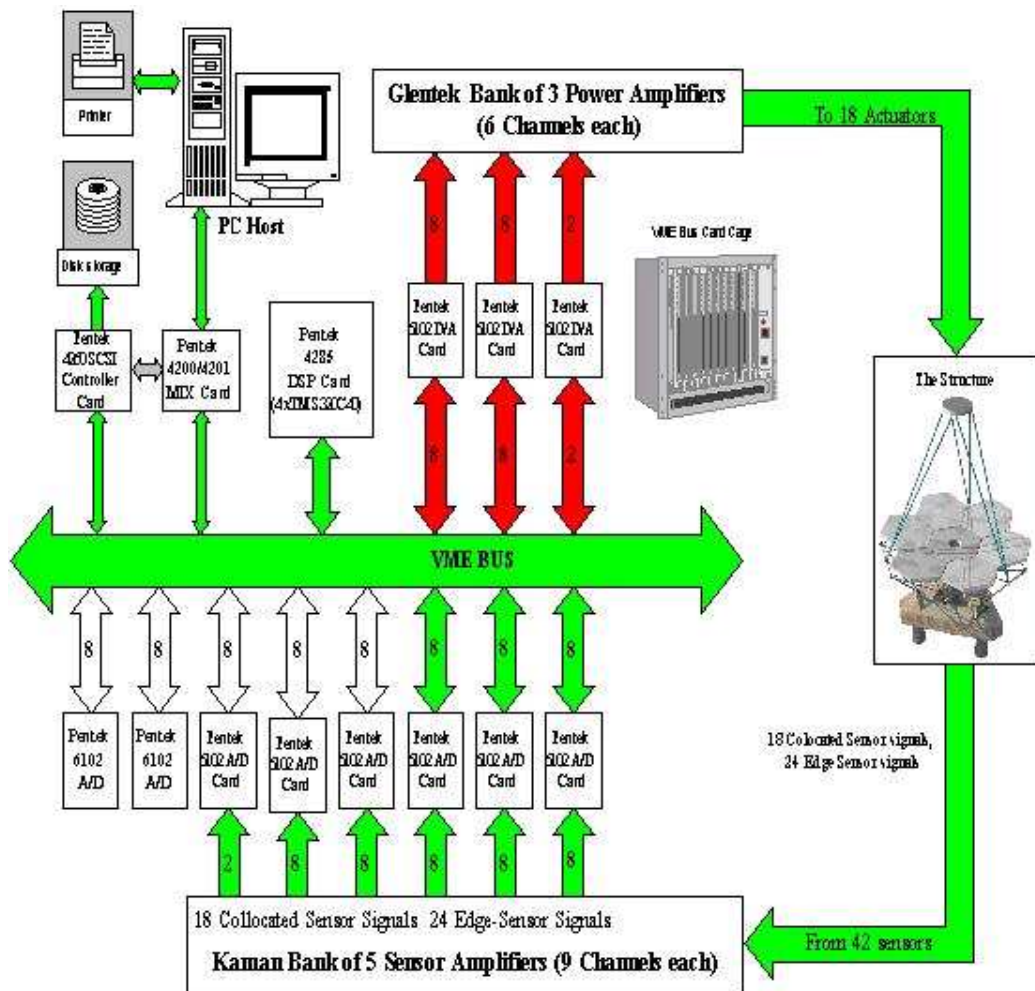 Printer
PC Host
Disk storage
Glentek Bank of 3 Power Amplifiers
(6 Channels each)
To 18 Actuators
8
8
2
VME Bus Card Cage
Pentek
4200/4201
MIX Card
Pentek
Controller
Card
Pentek
4285
DSP Card
Pentek
6102 D/A
Card
Pentek
6102 D/A
Card
Pentek
6102 D/A
Card
The Structure
8
8
2
VME BUS
8
8
8
8
8
8
8
8
Pentek
6102
A/D
Pentek
6102
A/D
Pentek
6102 A/D
Card
Pentek
6102 A/D
Card
Pentek
6102 A/D
Card
Pentek
6102 A/D
Card
Pentek
6102 A/D
Card
Pentek
6102 A/D
Card
18 Colocated Sensor signals,
24 Edge Sensor signals
2
8
8
8
8
8
18 Collocated Sensor Signals 24 Edge-Sensor Signals
Kaman Bank of 5 Sensor Amplifiers (9 Channels each)
From 42 sensors